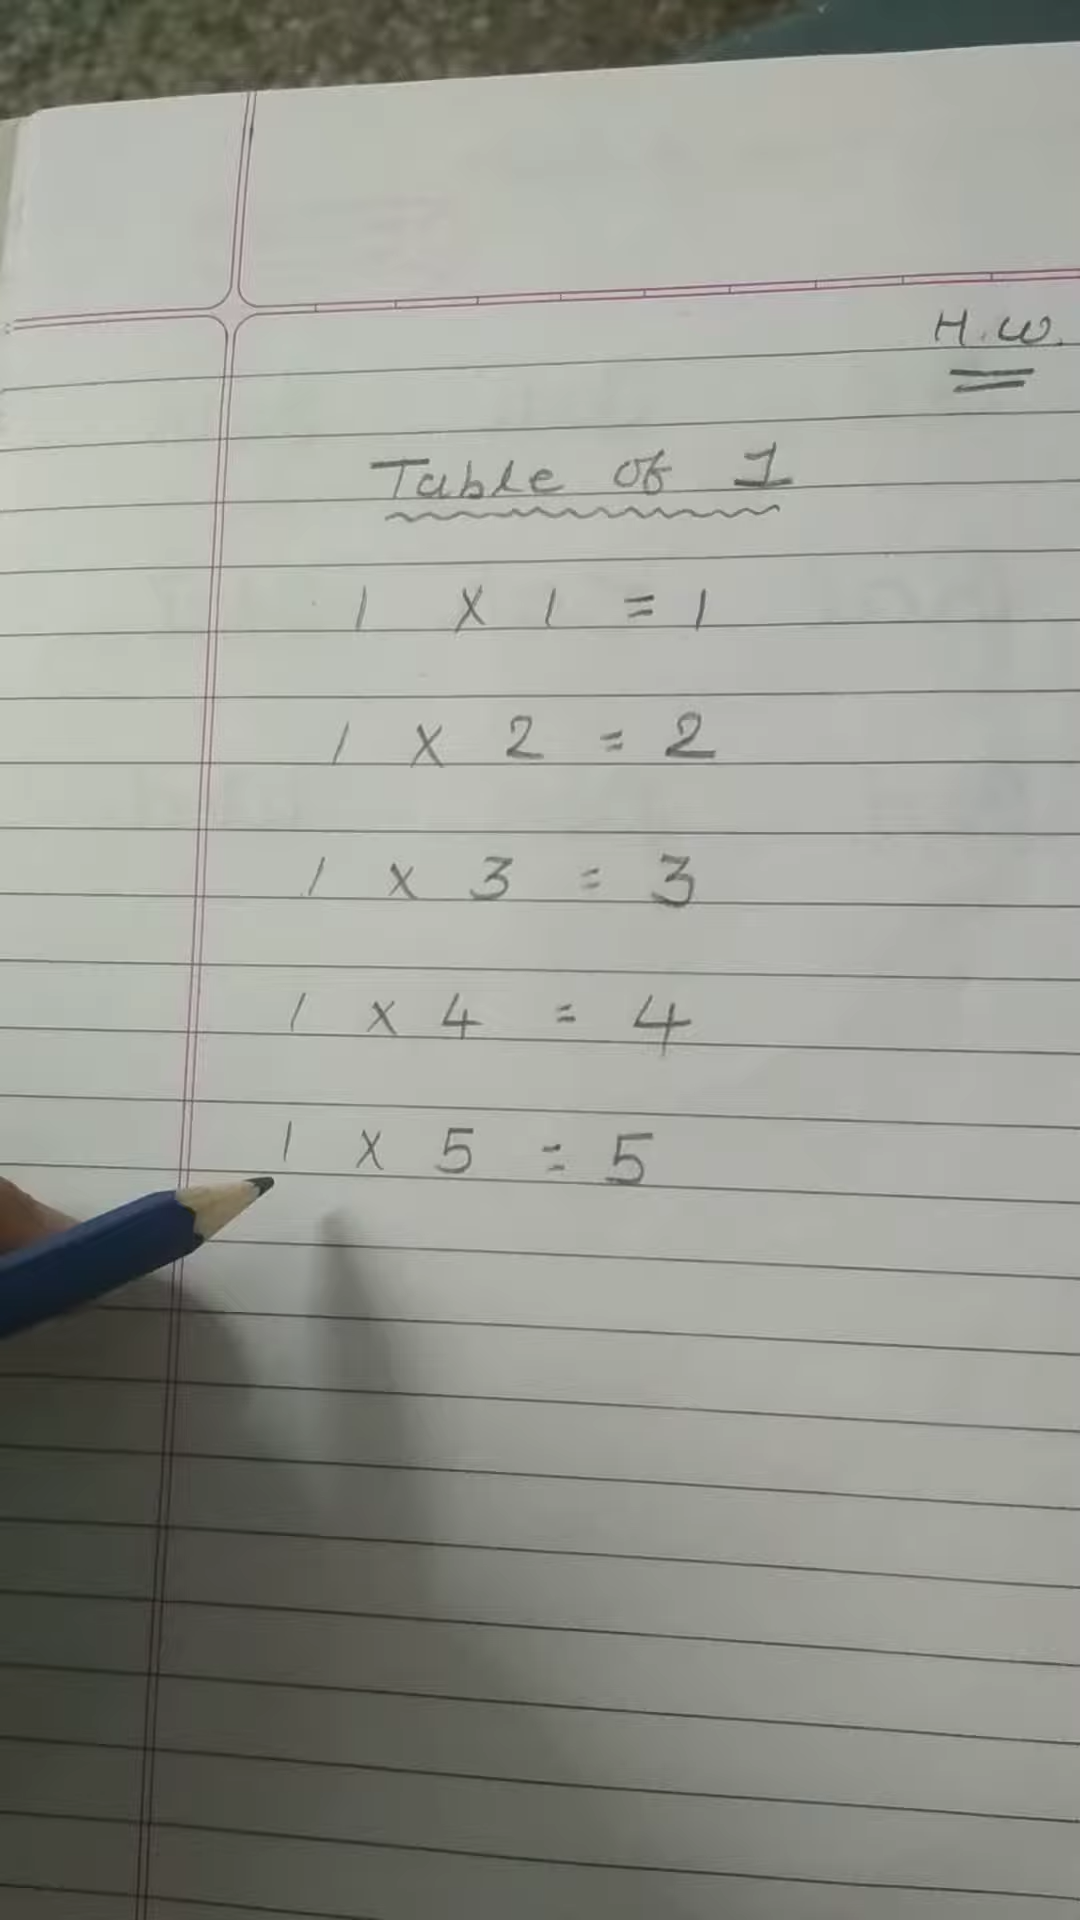 H.W.
Table of 1
1 X 1 = 1
1 X 2 = 2
1 X 3 = 3
1 X 4 = 4
1 X 5 = 5